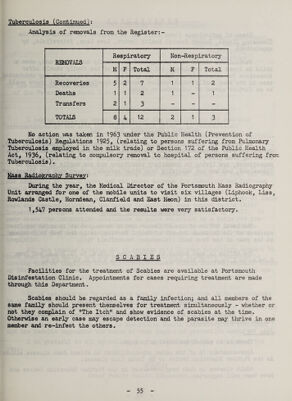 Tuberculosis (Continued):
Analysis of removals from the Register:-
REMOVALS Respiratory Non-Respiratory
M F Total M F Total
Recoveries 5 2 7 1 1 2
Deaths 1 1 2 1 - 1
Transfers 2 1 3 - - -
TOTALS 8 4 12 2 1 3
No action was taken in 1963 under the Public Health (Prevention of
Tuberculosis) Regulations 1925, (relating to persons suffering from Pulmonary
Tuberculosis employed in the milk trade) or Section 172 of the Public Health
Act, 1936, (relating to compulsory removal to hospital of persons suffering from
Tuberculosis).
Mass Radiography Survey:
During the year, the Medical Director of the Portsmouth Mass Radiography
Unit arranged for one of the mobile units to visit six villages (Liphook, Liss,
Rowlands Castle, Horndean, Clanfield and East Meon) in this district.
1,547 persons attended and the results were very satisfactory.
SCABIES
Facilities for the treatment of Scabies are available at Portsmouth
Disinfestation Clinic. Appointments for cases requiring treatment are made
through this Department.
Scabies should be regarded as a family infection; and all members of the
same family should present themselves for treatment simultaneously - whether or
not they complain of "The Itch" and show evidence of scabies at the time.
Otherwise an early case may escape detection and the parasite may thrive in one
member and re-infect the others.
- 55 -